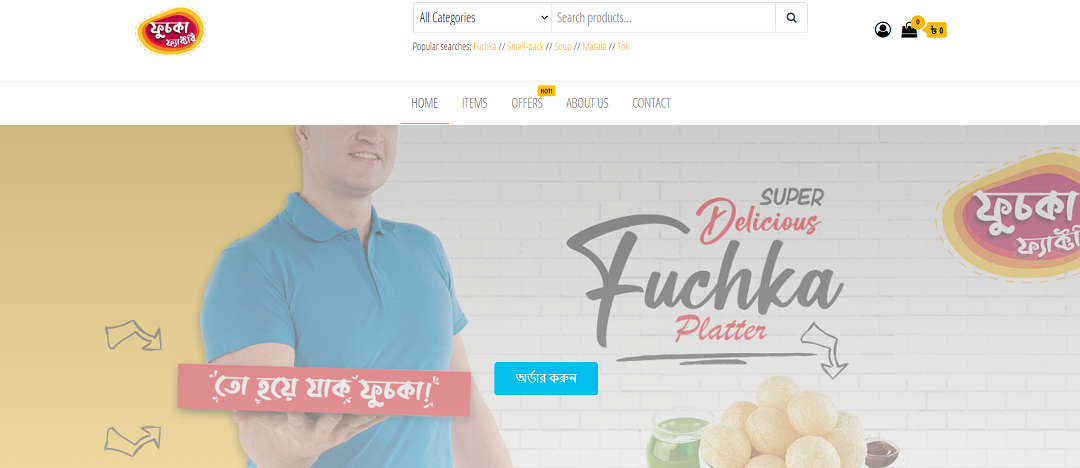 ফুচকা
ফ্যাক্টরি
All Categories
Search products...
Popular searches: Fuchka // Small-pack // Soup // Masala // Tok
0
৳ 0
HOT!
HOME ITEMS OFFERS ABOUT US CONTACT
SUPER
Delicious
Fuchka
Platter
ফুচকা
ফ্যাক্টরি
তো হয়ে যাক ফুচকা!
অর্ডার করুন